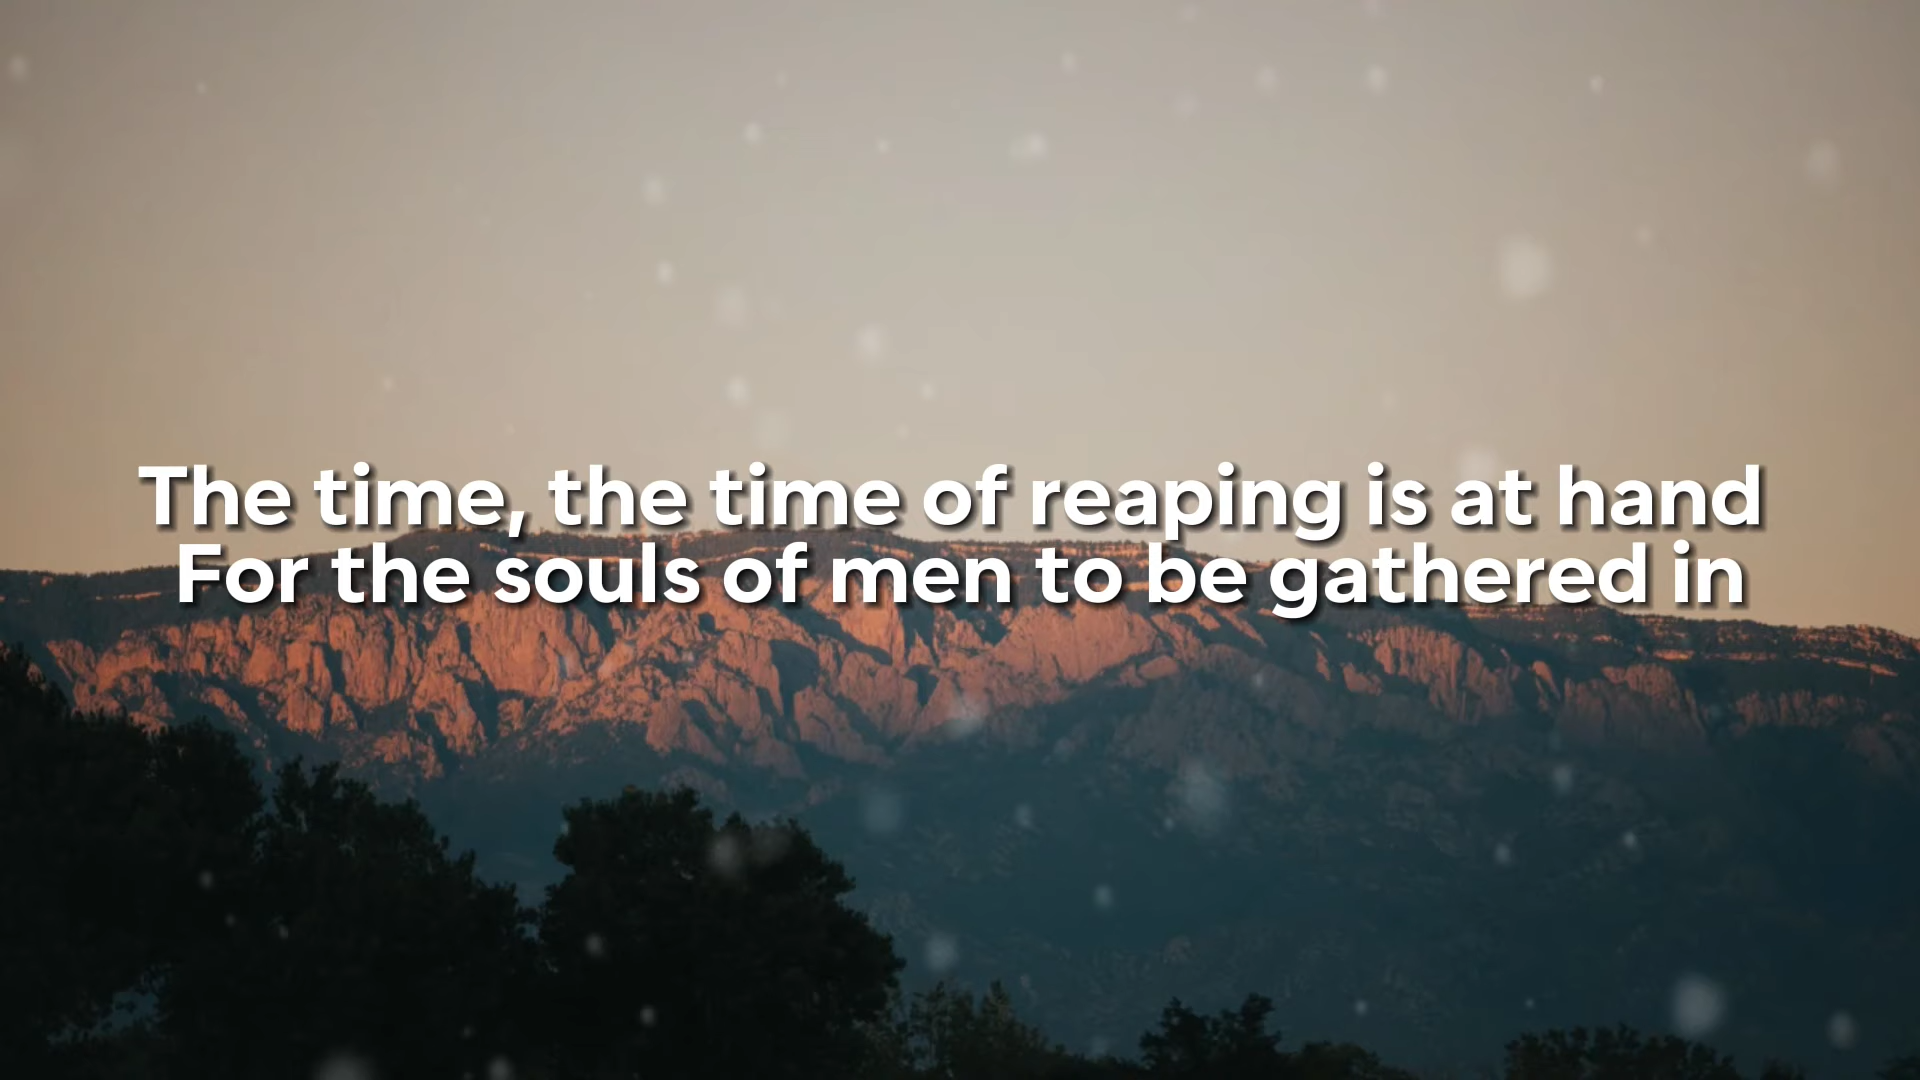 The time, the time of reaping is at hand
For the souls of men to be gathered in